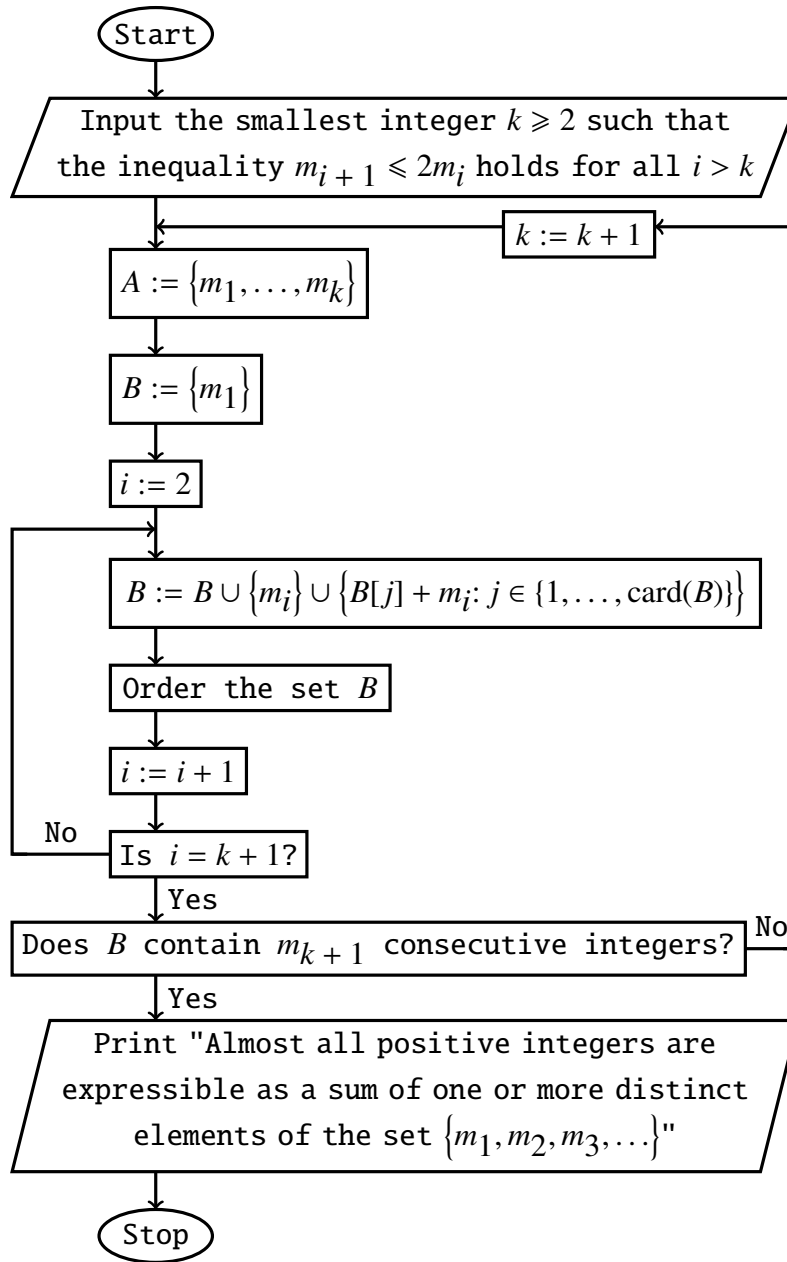 Start
Input the smallest integer k ⩾ 2 such that
the inequality m_{i + 1} ⩽ 2m_i holds for all i > k
k := k + 1
A := {m_1, . . . , m_k}
B := {m_1}
i := 2
B := B ∪ {m_i} ∪ {B[j] + m_i : j ∈ {1, . . . , card(B)}}
Order the set B
i := i + 1
No
Is i = k + 1?
Yes
Does B contain m_{k + 1} consecutive integers?
No
Yes
Print "Almost all positive integers are
expressible as a sum of one or more distinct
elements of the set {m_1, m_2, m_3, . . .}"
Stop